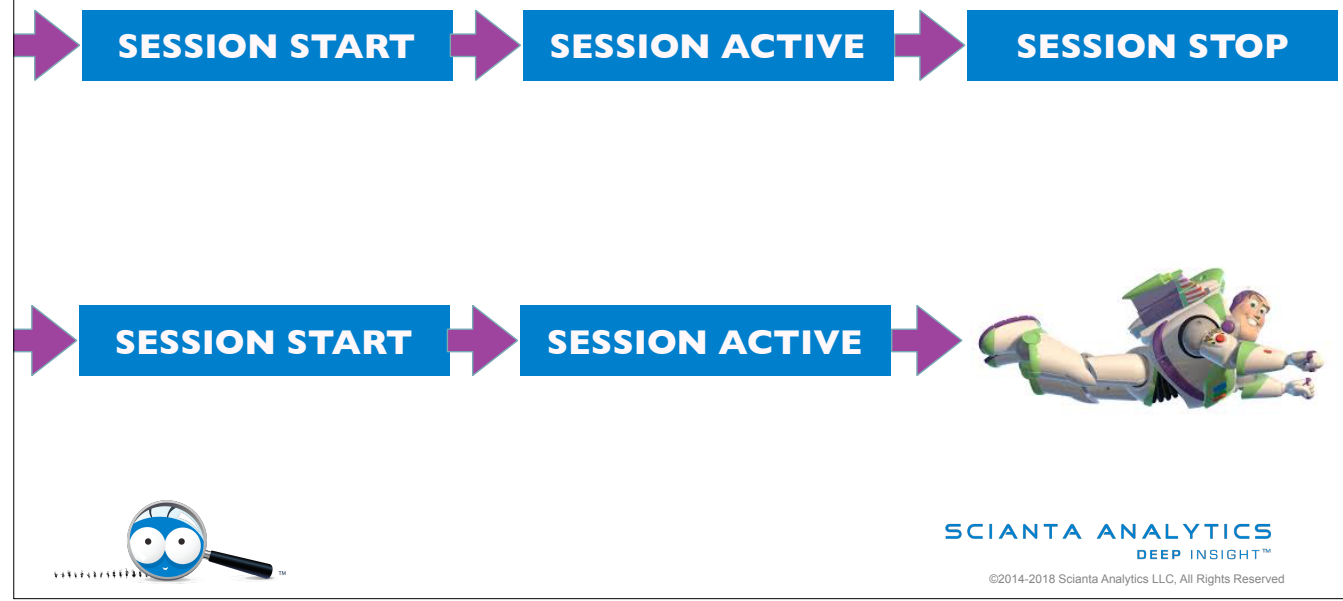 SESSION START
SESSION ACTIVE
SESSION STOP
SESSION START
SESSION ACTIVE
TM
SCIANTA ANALYTICS
DEEP INSIGHT™
©2014-2018 Scianta Analytics LLC, All Rights Reserved